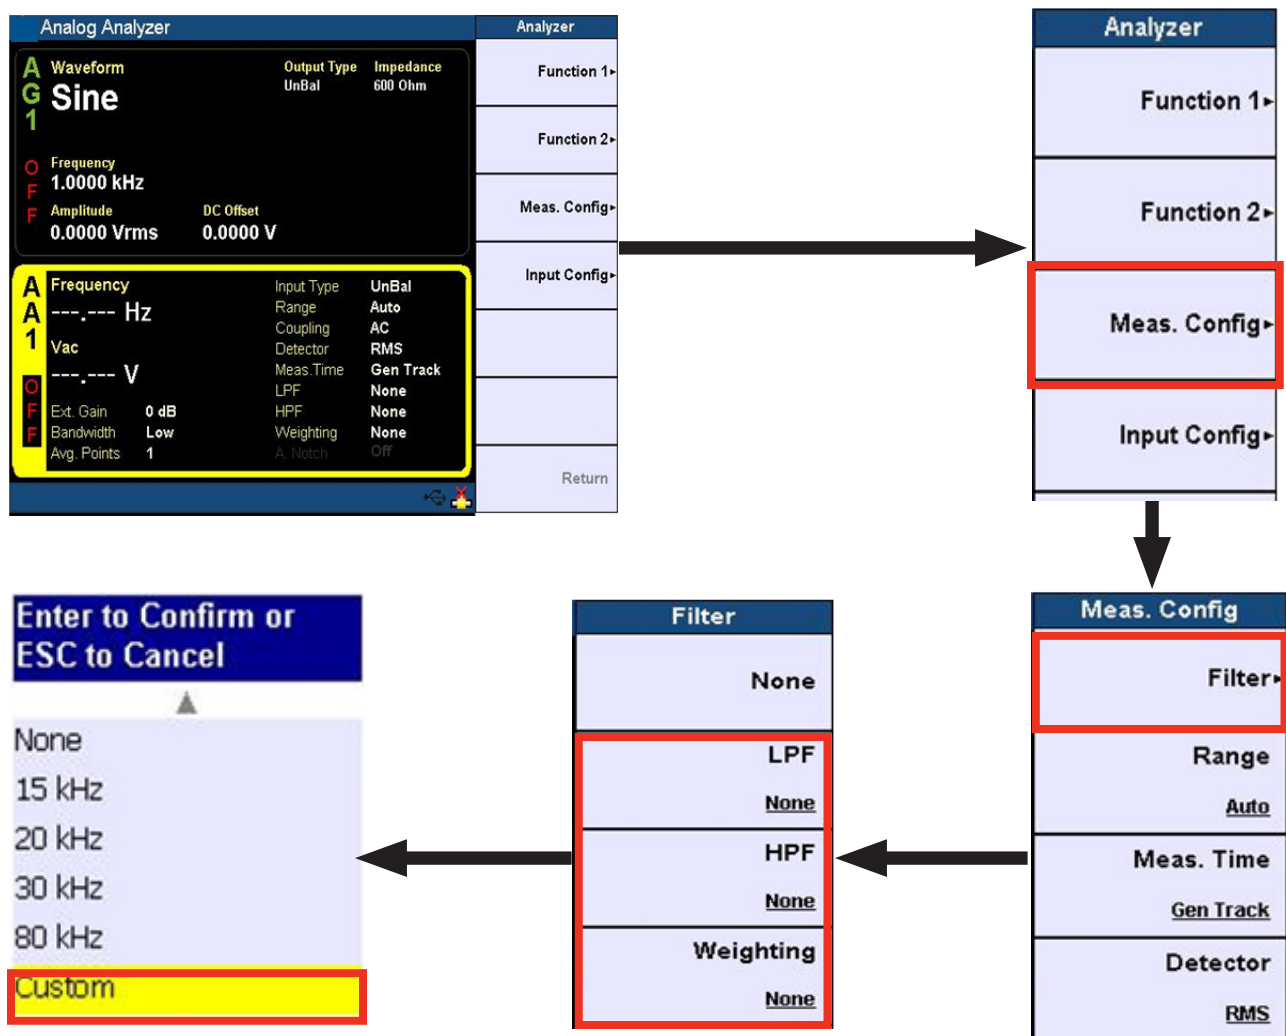 Analog Analyzer
A
G
1
O
F
F
Waveform
Sine
Output Type
UnBal
Impedance
600 Ohm
Frequency
1.0000 kHz
Amplitude
0.0000 Vrms
DC Offset
0.0000 V
A
A
1
O
F
F
Frequency
---.--- Hz
Vac
---.--- V
Ext. Gain 0 dB
Bandwidth Low
Avg. Points 1
Input Type UnBal
Range Auto
Coupling AC
Detector RMS
Meas.Time Gen Track
LPF None
HPF None
Weighting None
A. Notch Off
Analyzer
Function 1
Function 2
Meas. Config
Input Config
Return
Analyzer
Function 1
Function 2
Meas. Config
Input Config
Meas. Config
Filter
Range
Auto
Meas. Time
Gen Track
Detector
RMS
Filter
None
LPF
None
HPF
None
Weighting
None
Enter to Confirm or
ESC to Cancel
None
15 kHz
20 kHz
30 kHz
80 kHz
Custom